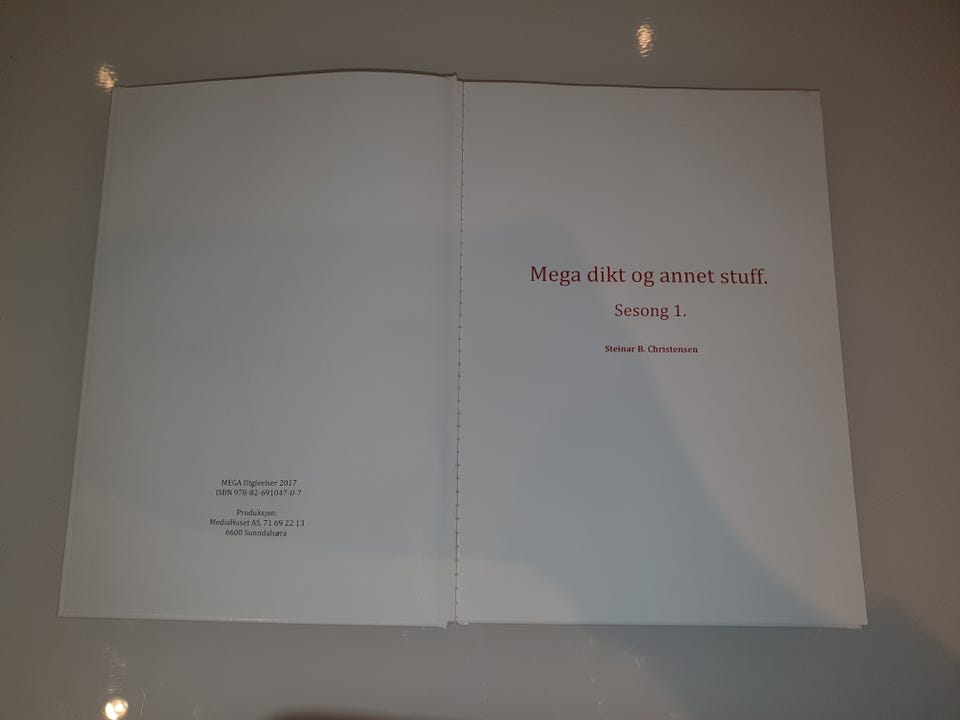 MEGA Utgivelser 2017
ISBN 978-82-691047-0-7
Produksjon:
MediaHuset AS, 71 69 22 13
6600 Sunndalsøra
Mega dikt og annet stuff.
Sesong 1.
Steinar B. Christensen